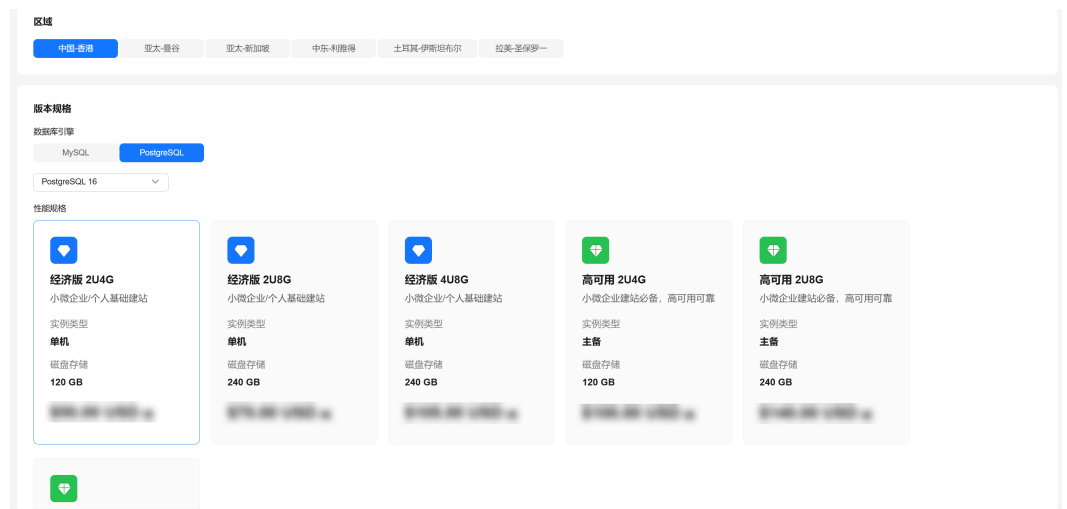 区域
中国-香港 亚太-曼谷 亚太-新加坡 中东-利雅得 土耳其-伊斯坦布尔 拉美-圣保罗一
版本规格
数据库引擎
MySQL PostgreSQL
PostgreSQL 16
性能规格
经济版 2U4G
小微企业/个人基础建站
实例类型
单机
磁盘存储
120 GB
经济版 2U8G
小微企业/个人基础建站
实例类型
单机
磁盘存储
240 GB
经济版 4U8G
小微企业/个人基础建站
实例类型
单机
磁盘存储
240 GB
高可用 2U4G
小微企业建站必备，高可用可靠
实例类型
主备
磁盘存储
120 GB
高可用 2U8G
小微企业建站必备，高可用可靠
实例类型
主备
磁盘存储
240 GB